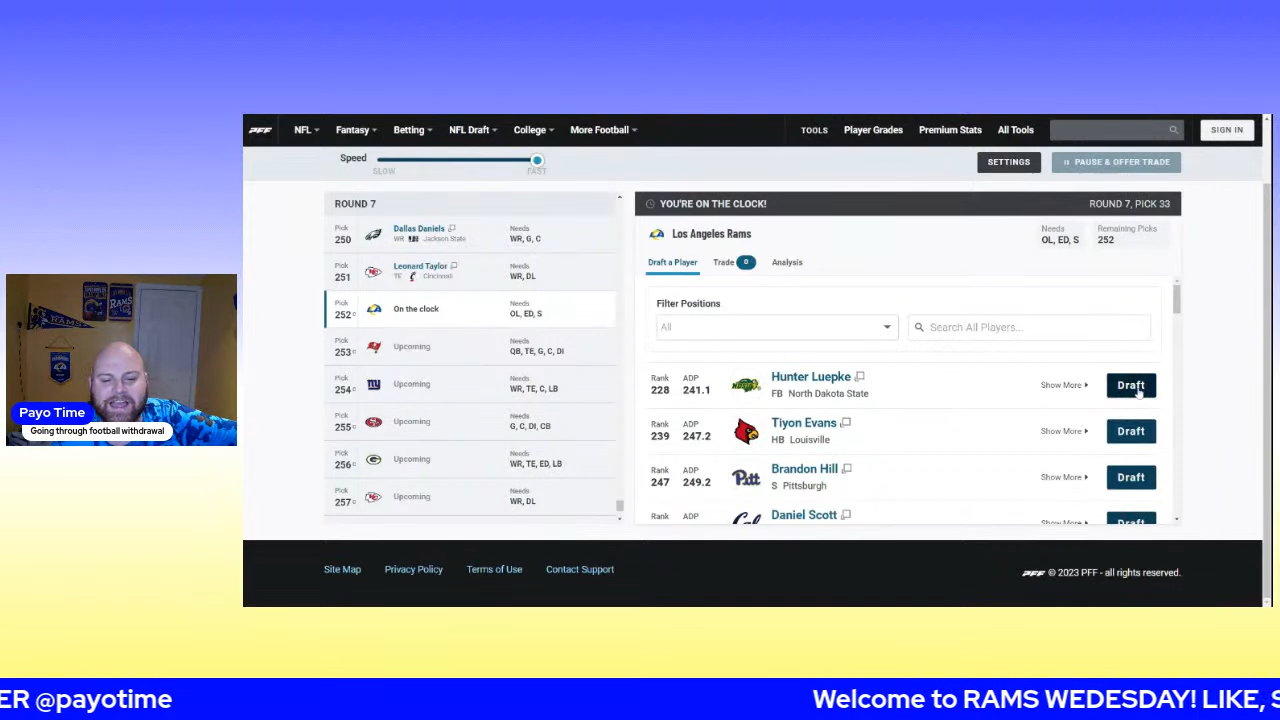 PFF NFL Fantasy Betting NFL Draft College More Football TOOLS Player Grades Premium Stats All Tools SIGN IN
Speed
SLOW FAST
SETTINGS PAUSE & OFFER TRADE
ROUND 7
Pick 250 Dallas Daniels Needs
WR Jackson State WR, G, C
Pick 251 Leonard Taylor Needs
TE Cincinnati WR, DL
Pick 252 On the clock Needs
OL, ED, S
Pick 253 Upcoming Needs
QB, TE, G, C, DI
Pick 254 Upcoming Needs
WR, TE, C, LB
Pick 255 Upcoming Needs
G, C, DI, CB
Pick 256 Upcoming Needs
WR, TE, ED, LB
Pick 257 Upcoming Needs
WR, DL
YOU'RE ON THE CLOCK! ROUND 7, PICK 33
Los Angeles Rams
Needs Remaining Picks
OL, ED, S 252
Draft a Player Trade 0 Analysis
Filter Positions
All Search All Players...
Rank ADP Hunter Luepke Show More Draft
228 241.1 FB North Dakota State
Rank ADP Tiyon Evans Show More Draft
239 247.2 HB Louisville
Rank ADP Brandon Hill Show More Draft
247 249.2 Pitt S Pittsburgh
Rank ADP Cal Daniel Scott Show More Draft
Site Map Privacy Policy Terms of Use Contact Support
PFF © 2023 PFF - all rights reserved.
RAMS
RAMS
Payo Time
Going through football withdrawal
ER @payotime Welcome to RAMS WEDESDAY! LIKE, S